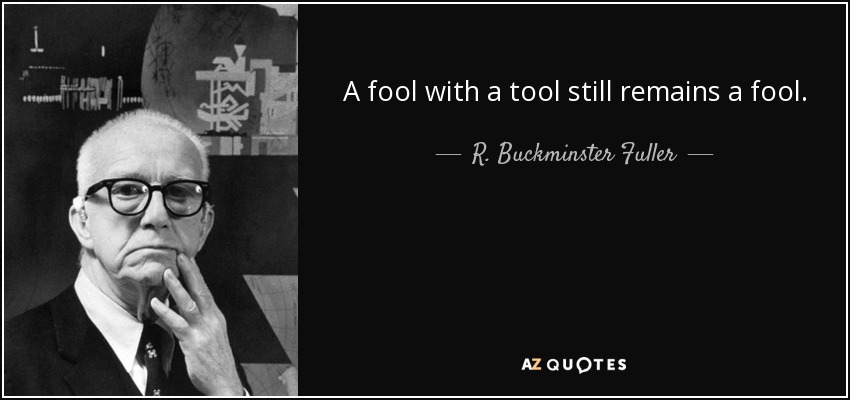 A fool with a tool still remains a fool.
— R. Buckminster Fuller —
AZ QUOTES